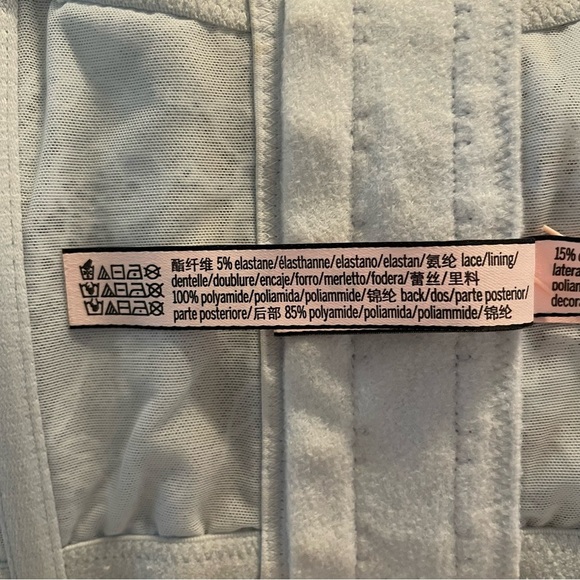 酯纤维 5% elastane/élasthanne/elastano/elastan/氨纶 lace/lining/
dentelle/doublure/encaje/forro/merletto/fodera/蕾丝/里料
100% polyamide/poliamida/poliammide/锦纶 back/dos/parte posterior/
parte posteriore/后部 85% polyamide/poliamida/poliammide/锦纶
15%
latera
poliam
decora